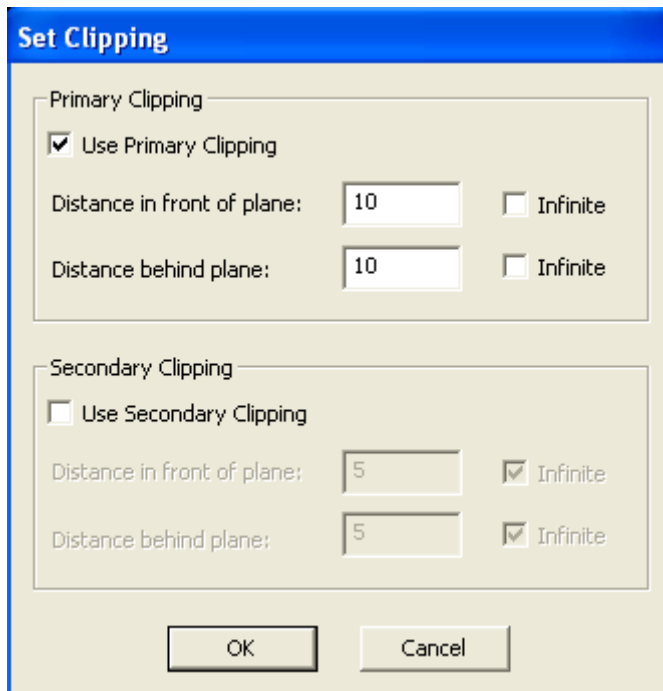 Set Clipping
Primary Clipping
Use Primary Clipping
Distance in front of plane: 10 Infinite
Distance behind plane: 10 Infinite
Secondary Clipping
Use Secondary Clipping
Distance in front of plane: 5 Infinite
Distance behind plane: 5 Infinite
OK Cancel